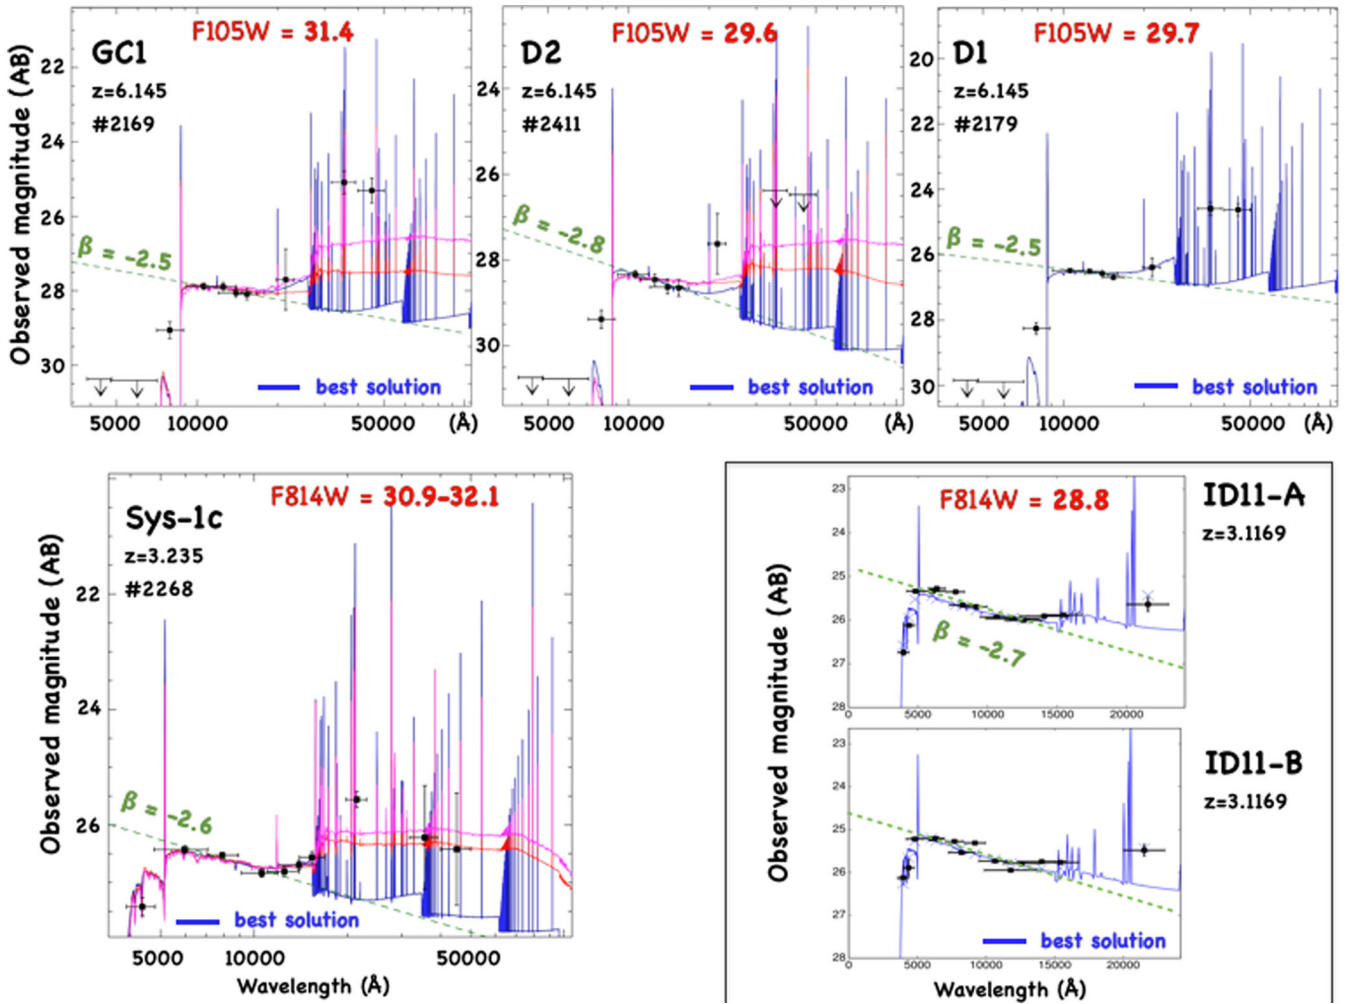 F105W = 31.4
GC1
z=6.145
#2169
β = -2.5
best solution
Observed magnitude (AB)
22
24
26
28
30
5000 10000 50000 (Å)
F105W = 29.6
D2
z=6.145
#2411
β = -2.8
best solution
24
26
28
30
5000 10000 50000 (Å)
F105W = 29.7
D1
z=6.145
#2179
β = -2.5
best solution
20
22
24
26
28
30
5000 10000 50000 (Å)
F814W = 30.9-32.1
Sys-1c
z=3.235
#2268
β = -2.6
best solution
Observed magnitude (AB)
22
24
26
5000 10000 50000
Wavelength (Å)
F814W = 28.8
ID11-A
z=3.1169
β = -2.7
23
24
25
26
27
28
0 5000 10000 15000 20000
Observed magnitude (AB)
ID11-B
z=3.1169
best solution
23
24
25
26
27
28
0 5000 10000 15000 20000
Wavelength (Å)